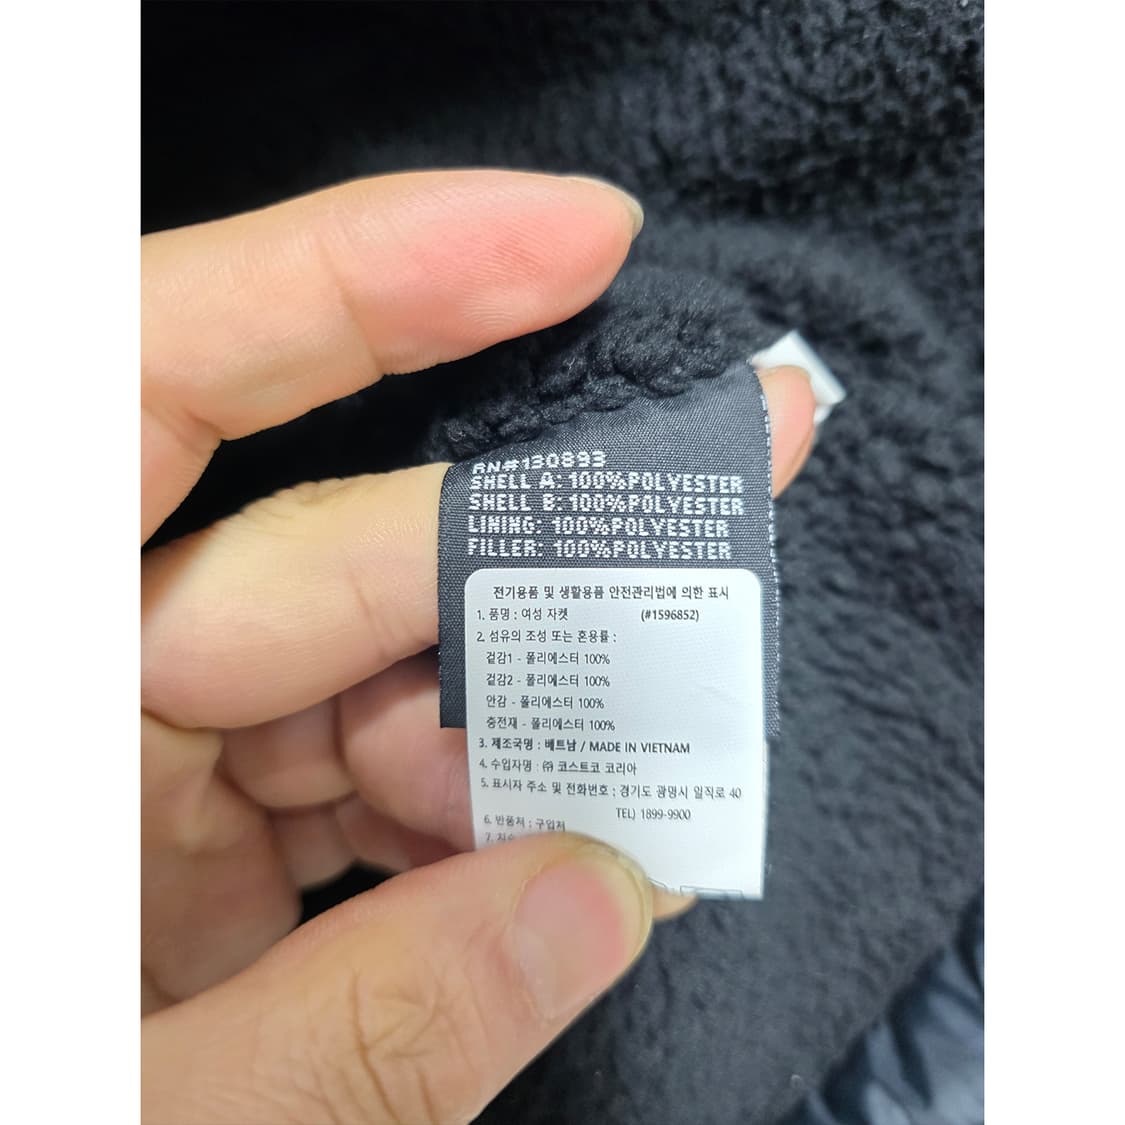 RN#130893
SHELL A: 100%POLYESTER
SHELL B: 100%POLYESTER
LINING: 100%POLYESTER
FILLER: 100%POLYESTER
전기용품 및 생활용품 안전관리법에 의한 표시
1. 품명 : 여성 자켓 (#1596852)
2. 섬유의 조성 또는 혼용률 :
겉감1 - 폴리에스터 100%
겉감2 - 폴리에스터 100%
안감 - 폴리에스터 100%
충전재 - 폴리에스터 100%
3. 제조국명 : 베트남 / MADE IN VIETNAM
4. 수입자명 : ㈜ 코스트코 코리아
5. 표시자 주소 및 전화번호 : 경기도 광명시 일직로 40
TEL) 1899-9900
6. 반품처 : 구입처
7.